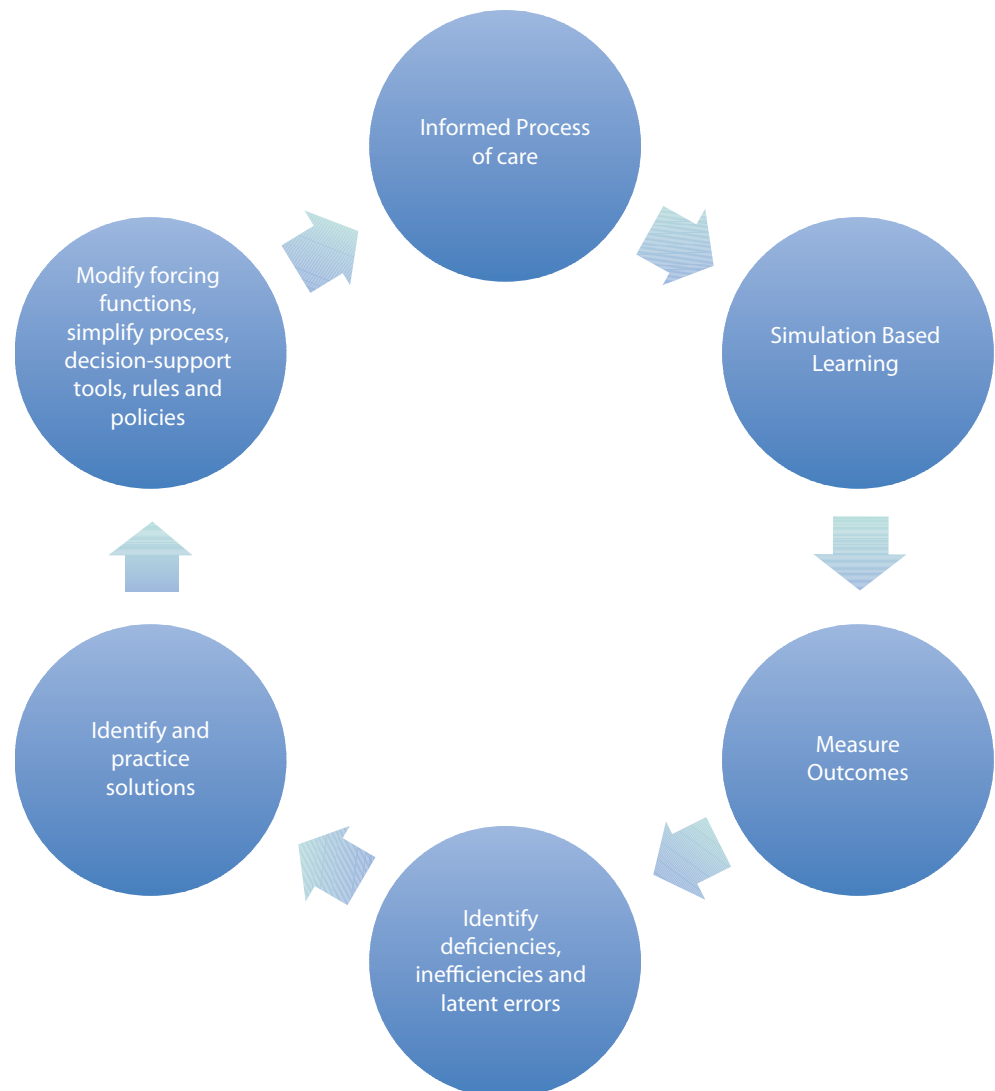 Informed Process
of care
Simulation Based
Learning
Measure
Outcomes
Identify
deficiencies,
inefficiencies and
latent errors
Identify and
practice
solutions
Modify forcing
functions,
simplify process,
decision-support
tools, rules and
policies